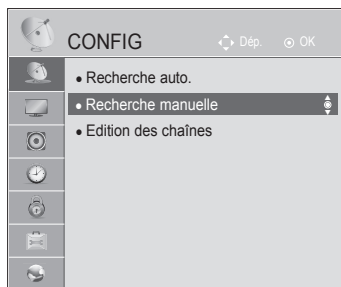 CONFIG Dép. OK
Recherche auto.
Recherche manuelle
Edition des chaînes